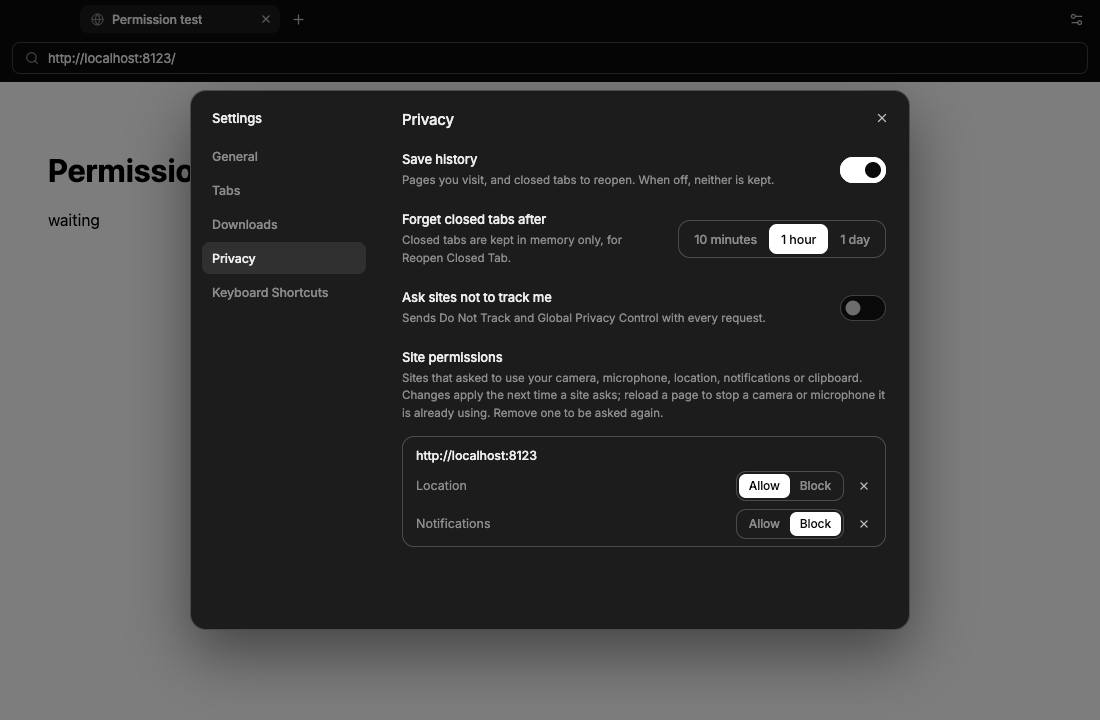 Permission test
http://localhost:8123/
Permissio
waiting
Settings
General
Tabs
Downloads
Privacy
Keyboard Shortcuts
Privacy
Save history
Pages you visit, and closed tabs to reopen. When off, neither is kept.
Forget closed tabs after
Closed tabs are kept in memory only, for
Reopen Closed Tab.
10 minutes 1 hour 1 day
Ask sites not to track me
Sends Do Not Track and Global Privacy Control with every request.
Site permissions
Sites that asked to use your camera, microphone, location, notifications or clipboard.
Changes apply the next time a site asks; reload a page to stop a camera or microphone it
is already using. Remove one to be asked again.
http://localhost:8123
Location Allow Block
Notifications Allow Block